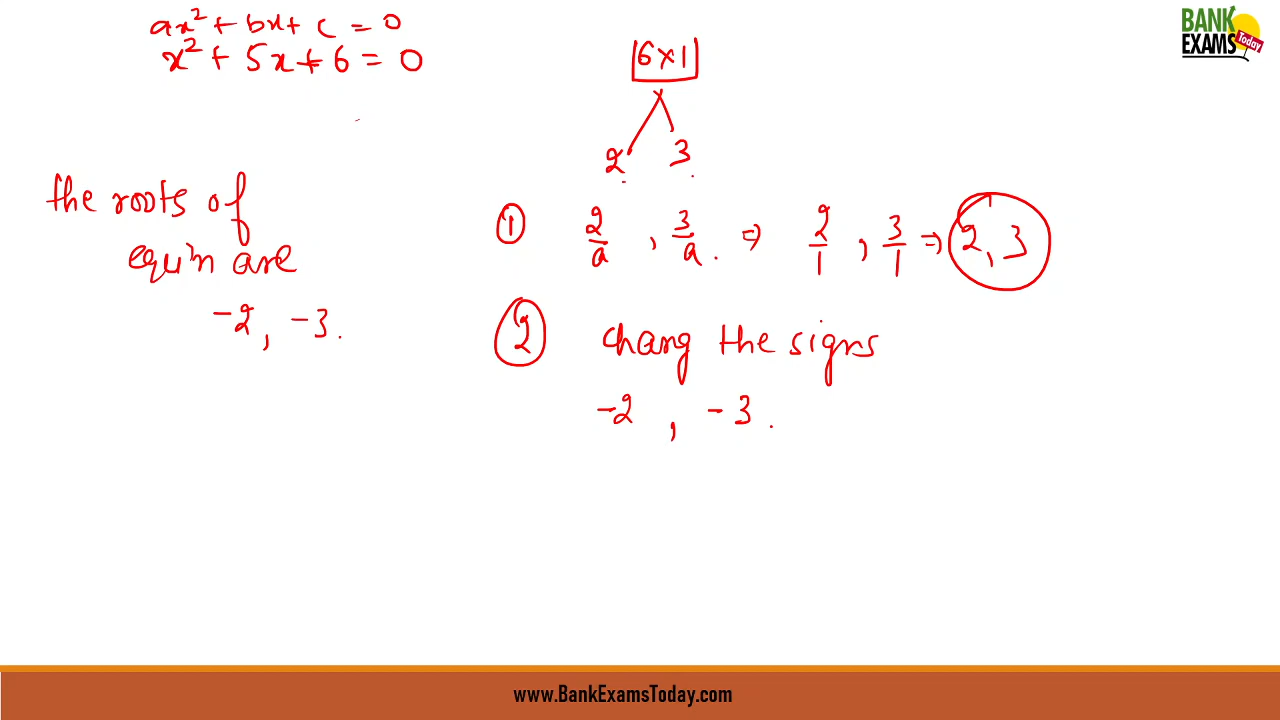 ax² + bx + c = 0
x² + 5x + 6 = 0
6 × 1
2 3
BANK
EXAMS
Today
the roots of
equ'n are
-2, -3.
① 2/a , 3/a. ⇒ 2/1 , 3/1 ⇒ 2, 3
② chang the signs
-2 , -3.
www.BankExamsToday.com